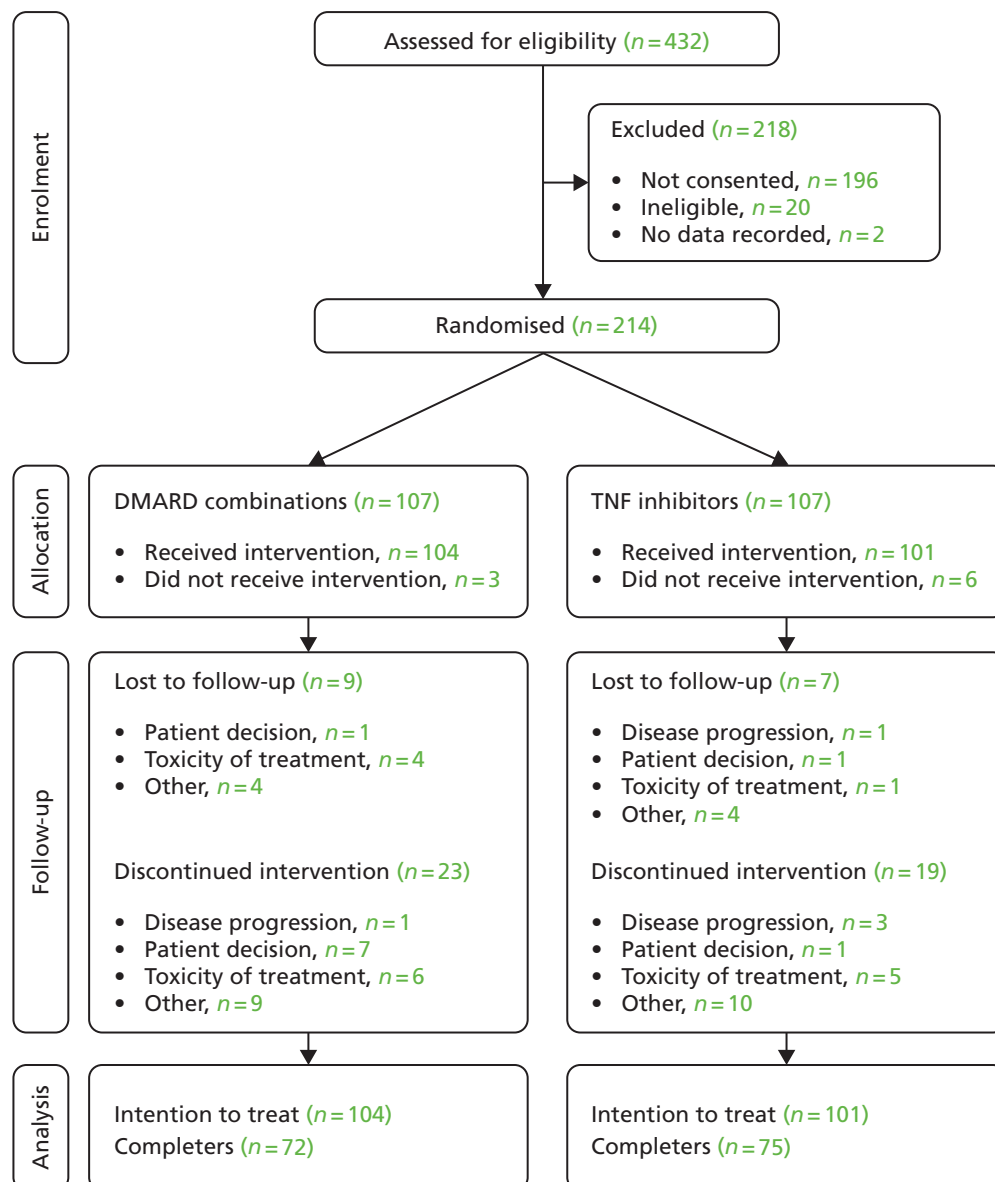 Enrolment
Assessed for eligibility (n=432)
Excluded (n=218)
• Not consented, n=196
• Ineligible, n=20
• No data recorded, n=2
Randomised (n=214)
Allocation
DMARD combinations (n=107)
• Received intervention, n=104
• Did not receive intervention, n=3
TNF inhibitors (n=107)
• Received intervention, n=101
• Did not receive intervention, n=6
Follow-up
Lost to follow-up (n=9)
• Patient decision, n=1
• Toxicity of treatment, n=4
• Other, n=4
Discontinued intervention (n=23)
• Disease progression, n=1
• Patient decision, n=7
• Toxicity of treatment, n=6
• Other, n=9
Lost to follow-up (n=7)
• Disease progression, n=1
• Patient decision, n=1
• Toxicity of treatment, n=1
• Other, n=4
Discontinued intervention (n=19)
• Disease progression, n=3
• Patient decision, n=1
• Toxicity of treatment, n=5
• Other, n=10
Analysis
Intention to treat (n=104)
Completers (n=72)
Intention to treat (n=101)
Completers (n=75)